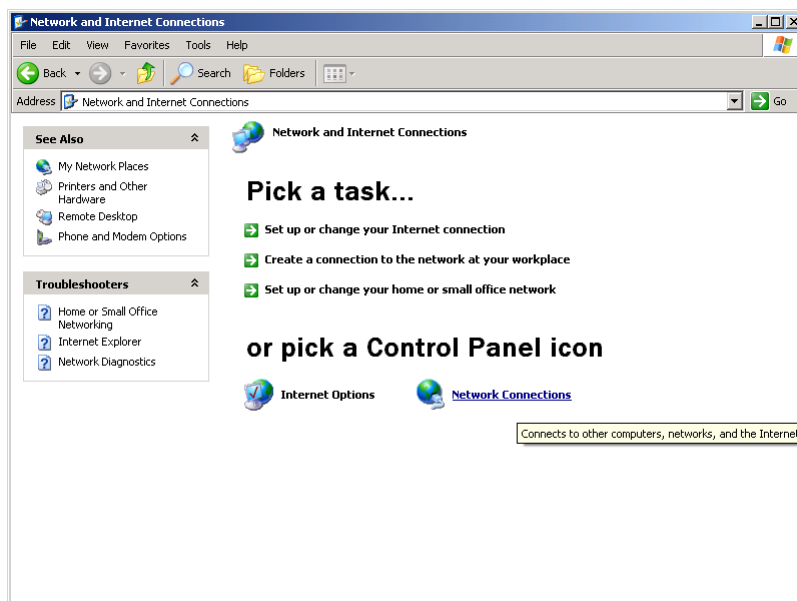 Network and Internet Connections
File Edit View Favorites Tools Help
Back Search Folders
Address Network and Internet Connections Go
See Also
My Network Places
Printers and Other
Hardware
Remote Desktop
Phone and Modem Options
Troubleshooters
Home or Small Office
Networking
Internet Explorer
Network Diagnostics
Network and Internet Connections
Pick a task...
Set up or change your Internet connection
Create a connection to the network at your workplace
Set up or change your home or small office network
or pick a Control Panel icon
Internet Options
Network Connections
Connects to other computers, networks, and the Internet